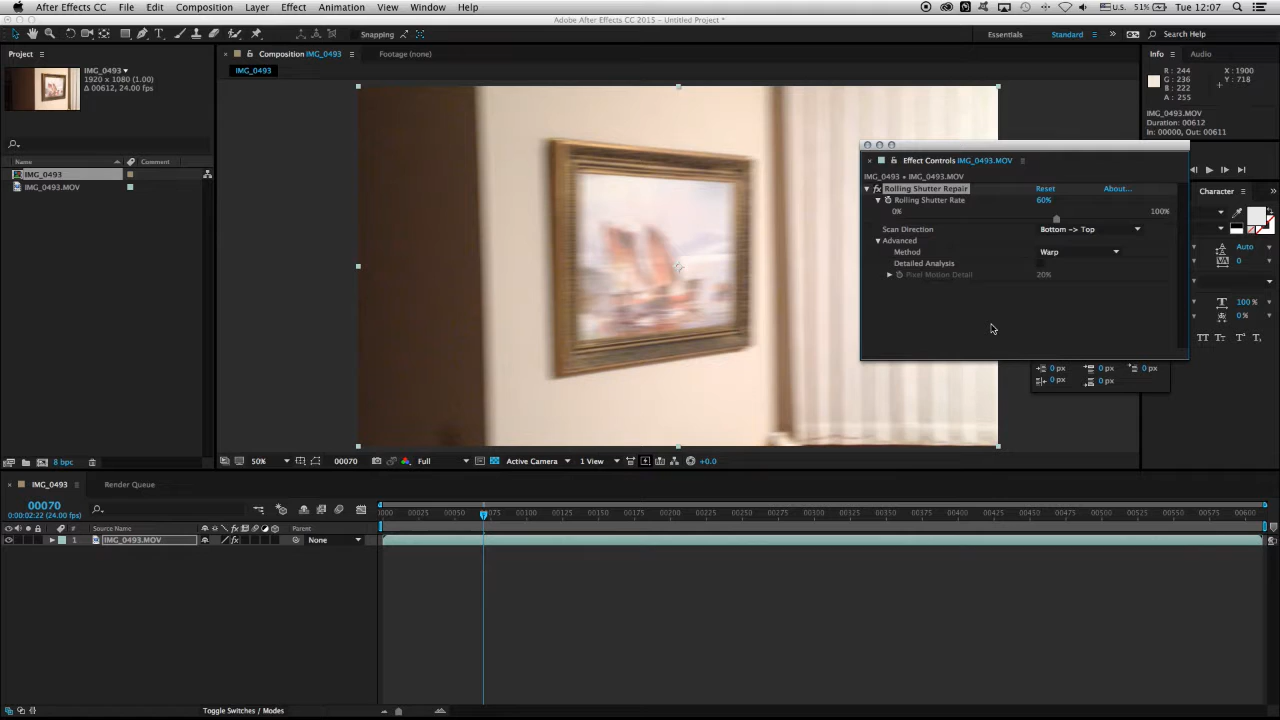 After Effects CC File Edit Composition Layer Effect Animation View Window Help U.S. 51% Tue 12:07
Adobe After Effects CC 2015 - Untitled Project *
Snapping Essentials Standard Search Help
Project Composition IMG_0493 Footage (none) Info Audio
IMG_0493
IMG_0493
1920 x 1080 (1.00)
Δ 00612, 24.00 fps
R : 244 X : 1900
G : 236 Y : 718
B : 222
A : 255
IMG_0493.MOV
Duration: 00612
In: 00000, Out: 00611
Name Comment
IMG_0493
IMG_0493.MOV
Effect Controls IMG_0493.MOV
IMG_0493 • IMG_0493.MOV
Rolling Shutter Repair Reset About...
Rolling Shutter Rate 60%
0% 100%
Scan Direction Bottom -> Top
Advanced
Method Warp
Detailed Analysis
Pixel Motion Detail 20%
Character
Auto
0
100 %
0 %
TT Tr T' T,
0 px 0 px 0 px
0 px 0 px
8 bpc 50% 00070 Full Active Camera 1 View +0.0
IMG_0493 Render Queue
00070
0:00:02:22 (24.00 fps)
0000 00025 00050 00075 00100 00125 00150 00175 00200 00225 00250 00275 00300 00325 00350 00375 00400 00425 00450 00475 00500 00525 00550 00575 00600
# Source Name Parent
1 IMG_0493.MOV None
Toggle Switches / Modes